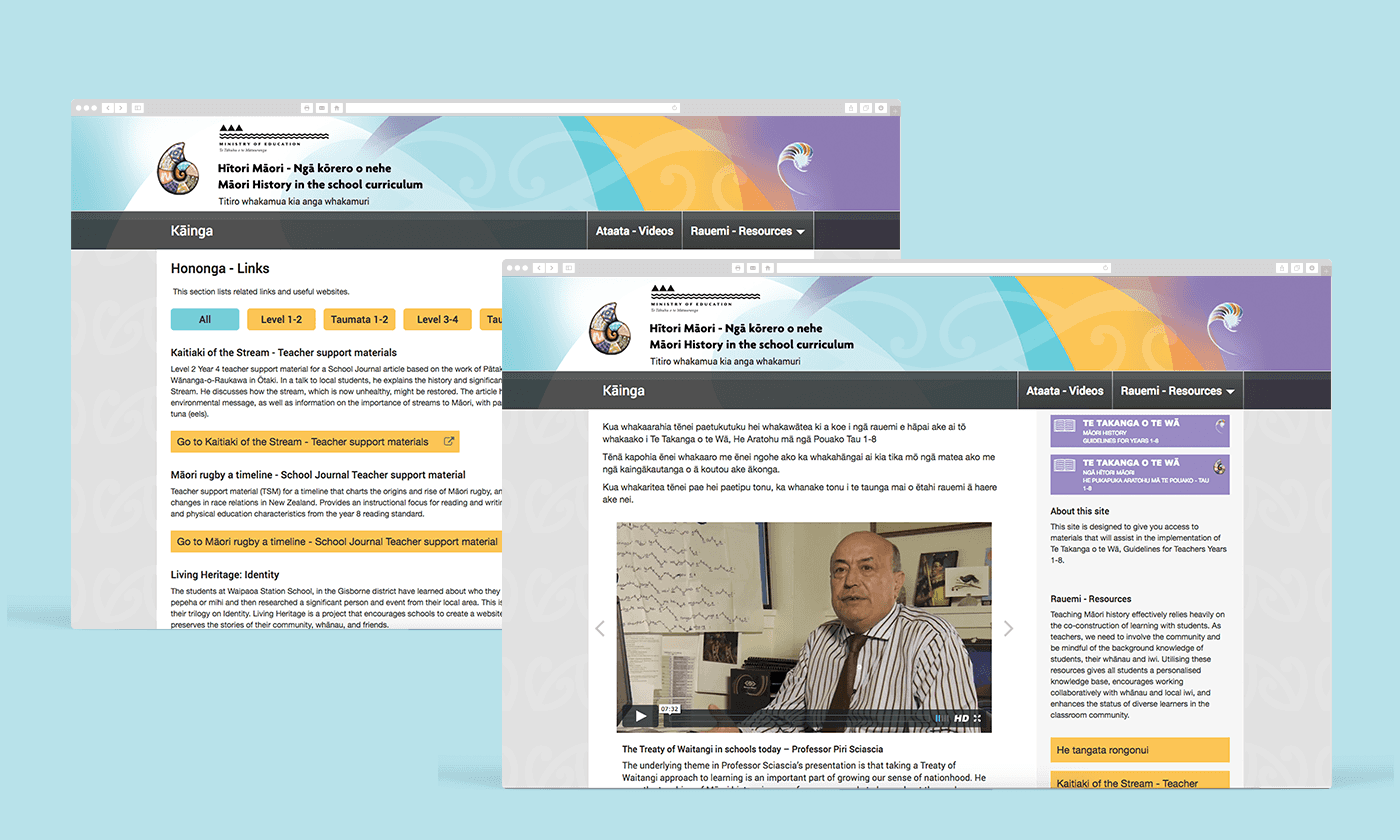 MINISTRY OF EDUCATION
Te Tāhuhu o te Mātauranga
Hītori Māori - Ngā kōrero o nehe
Māori History in the school curriculum
Titiro whakamua kia anga whakamuri
Kāinga
Ataata - Videos
Rauemi - Resources
Hononga - Links
This section lists related links and useful websites.
All
Level 1-2
Taumata 1-2
Level 3-4
Tau
Kaitiaki of the Stream - Teacher support materials
Level 2 Year 4 teacher support material for a School Journal article based on the work of Pātak
Wānanga-o-Raukawa in Ōtaki. In a talk to local students, he explains the history and significan
Stream. He discusses how the stream, which is now unhealthy, might be restored. The article h
environmental message, as well as information on the importance of streams to Māori, with pa
tuna (eels).
Go to Kaitiaki of the Stream - Teacher support materials
Māori rugby a timeline - School Journal Teacher support material
Teacher support material (TSM) for a timeline that charts the origins and rise of Māori rugby, an
changes in race relations in New Zealand. Provides an instructional focus for reading and writin
and physical education characteristics from the year 8 reading standard.
Go to Māori rugby a timeline - School Journal Teacher support material
Living Heritage: Identity
The students at Waipaoa Station School, in the Gisborne district have learned about who they
pepeha or mihi and then researched a significant person and event from their local area. This is
their trilogy on Identity. Living Heritage is a project that encourages schools to create a website
preserves the stories of their community, whānau, and friends.
MINISTRY OF EDUCATION
Te Tāhuhu o te Mātauranga
Hītori Māori - Ngā kōrero o nehe
Māori History in the school curriculum
Titiro whakamua kia anga whakamuri
Kāinga
Ataata - Videos
Rauemi - Resources
Kua whakaarahia tēnei paetukutuku hei whakawātea ki a koe i ngā rauemi e hāpai ake ai tō
whakaako i Te Takanga o te Wā, He Aratohu mā ngā Pouako Tau 1-8
Tēnā kapohia ēnei whakaaro me ēnei ngohe ako ka whakahāngai ai kia tika mō ngā matea ako me
ngā kaingākautanga o ā koutou ake ākonga.
Kua whakaritea tēnei pae hei paetipu tonu, ka whanake tonu i te taunga mai o ētahi rauemi ā haere
ake nei.
07:32
HD
The Treaty of Waitangi in schools today – Professor Piri Sciascia
The underlying theme in Professor Sciascia's presentation is that taking a Treaty of
Waitangi approach to learning is an important part of growing our sense of nationhood. He
TE TAKANGA O TE WĀ
MĀORI HISTORY
GUIDELINES FOR YEARS 1-8
TE TAKANGA O TE WĀ
NGĀ HĪTORI MĀORI
HE PUKAPUKA ARATOHU MĀ TE POUAKO - TAU
1-8
About this site
This site is designed to give you access to
materials that will assist in the implementation of
Te Takanga o te Wā, Guidelines for Teachers Years
1-8.
Rauemi - Resources
Teaching Māori history effectively relies heavily on
the co-construction of learning with students. As
teachers, we need to involve the community and
be mindful of the background knowledge of
students, their whānau and iwi. Utilising these
resources gives all students a personalised
knowledge base, encourages working
collaboratively with whānau and local iwi, and
enhances the status of diverse learners in the
classroom community.
He tangata rongonui
Kaitiaki of the Stream - Teacher